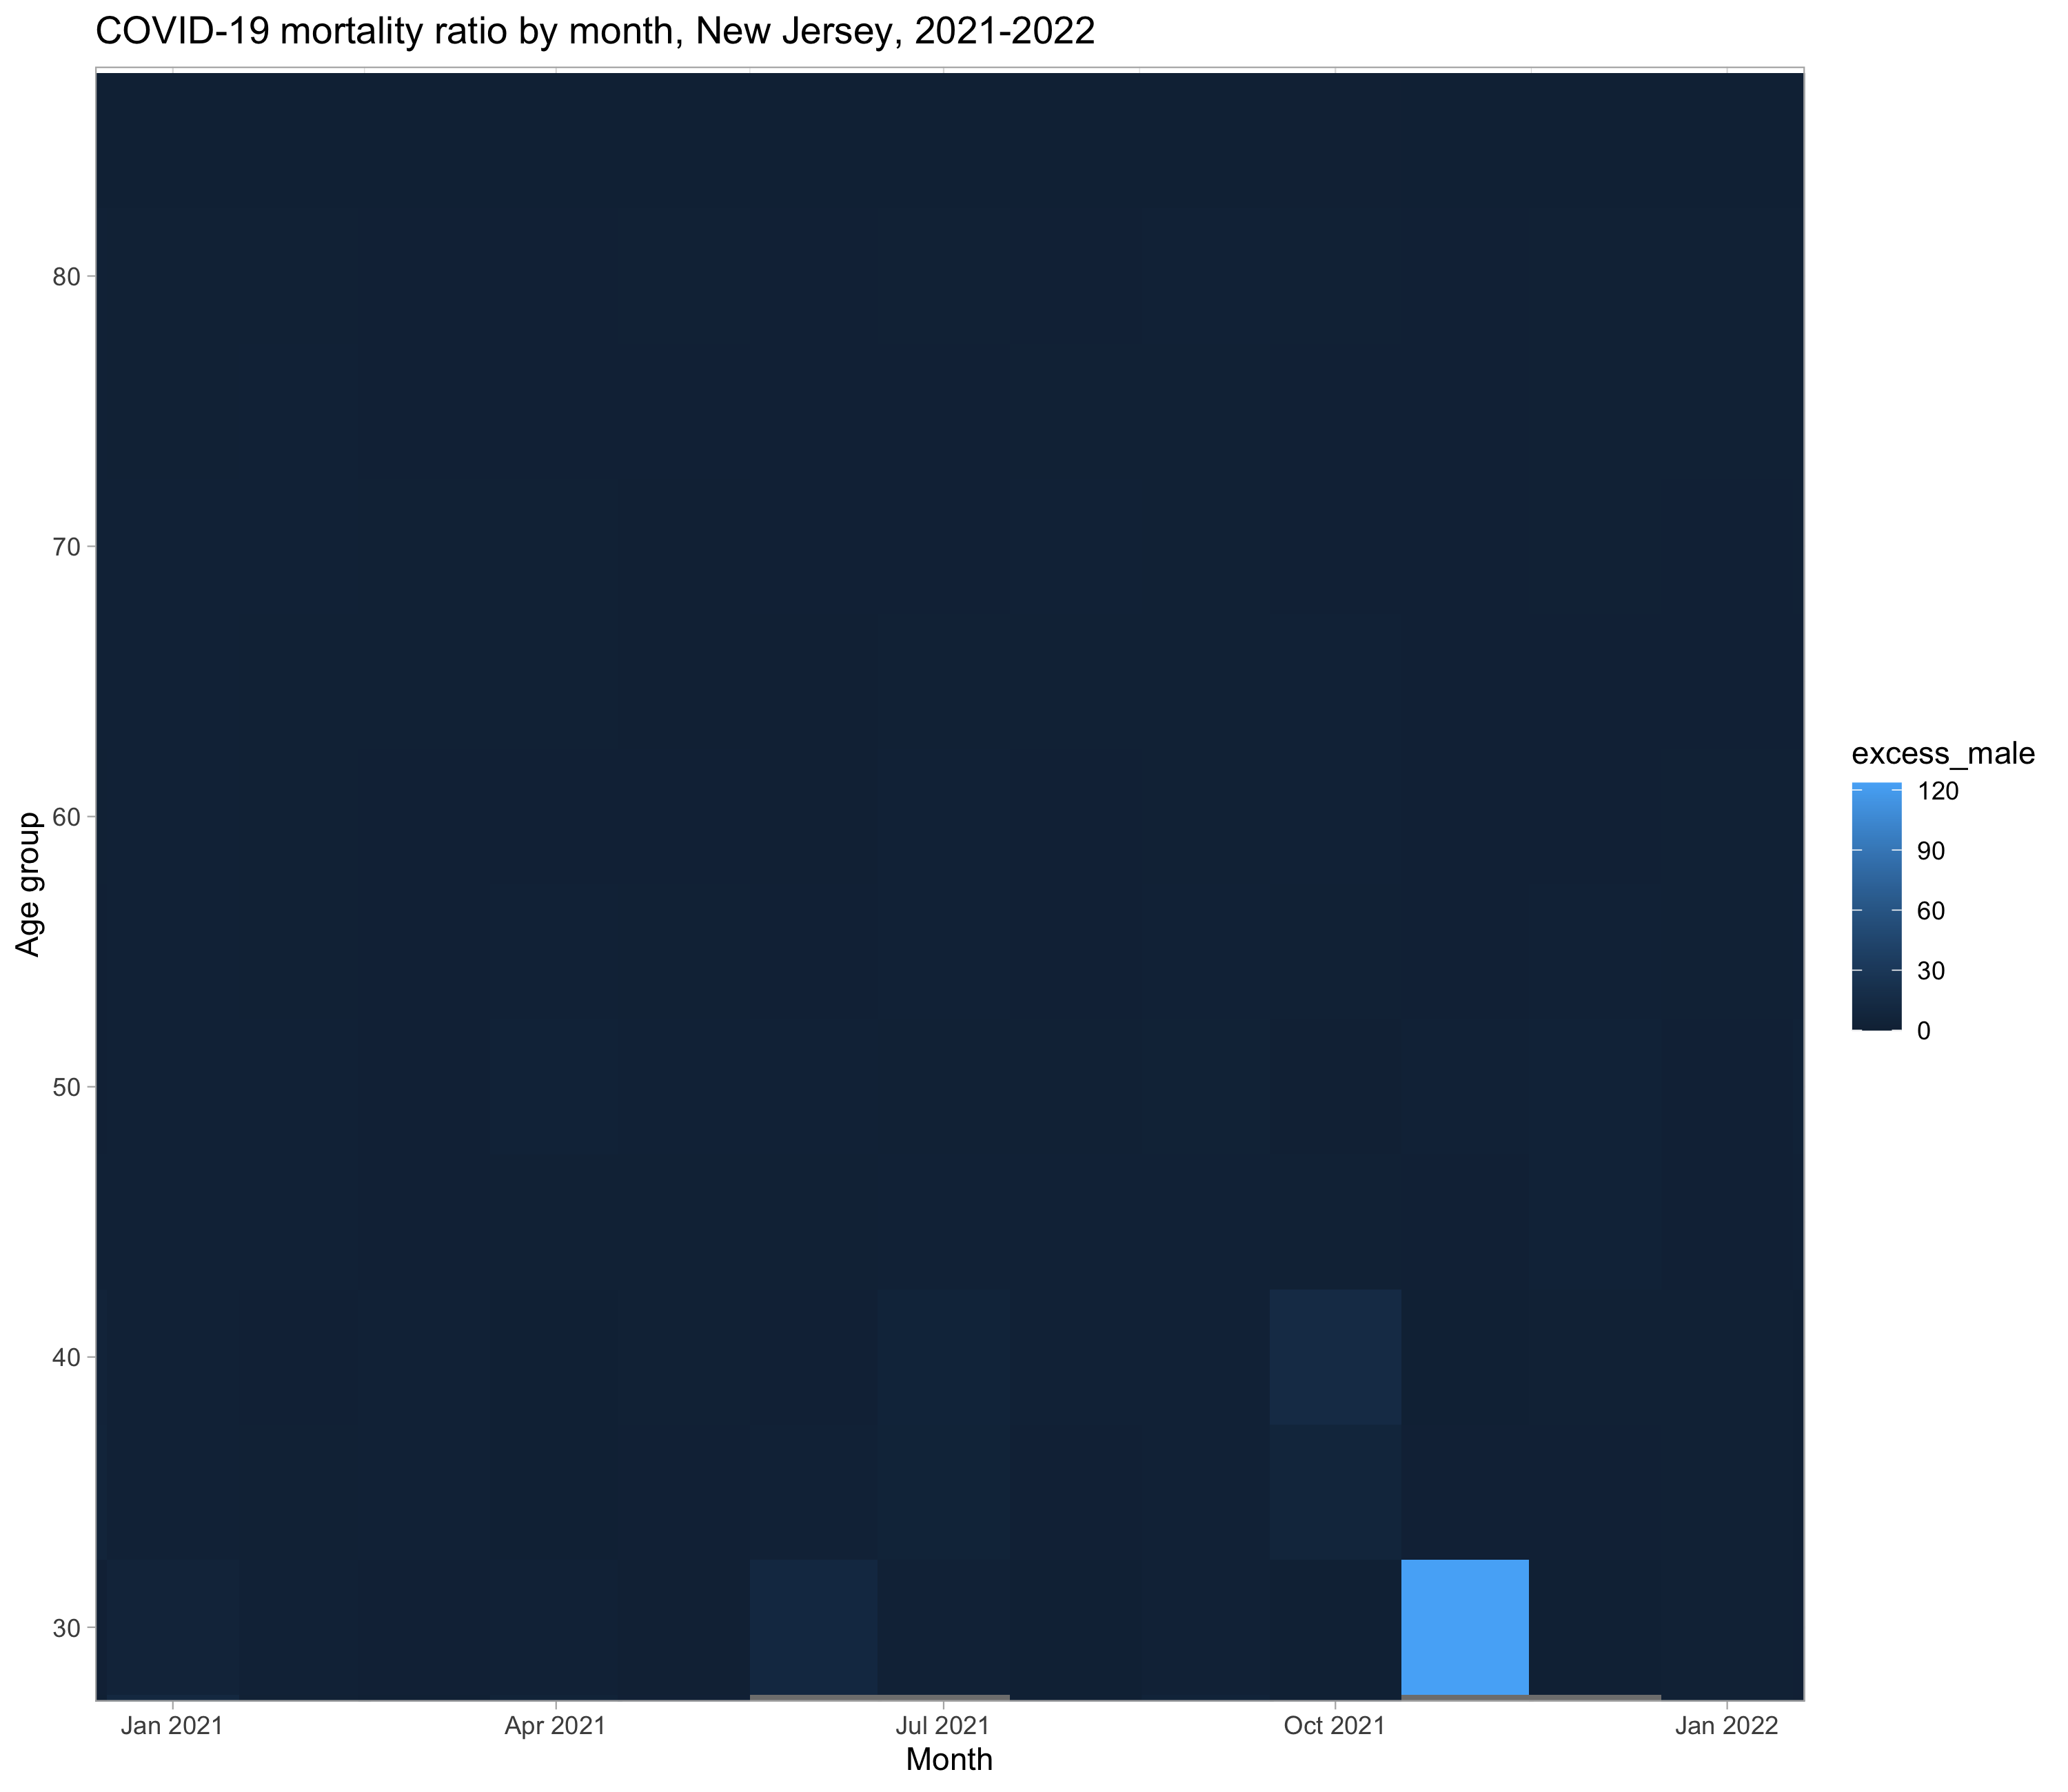 COVID-19 mortality ratio by month, New Jersey, 2021-2022
80
70
60
50
40
30
Age group
Jan 2021
Apr 2021
Jul 2021
Oct 2021
Jan 2022
Month
excess_male
120
90
60
30
0